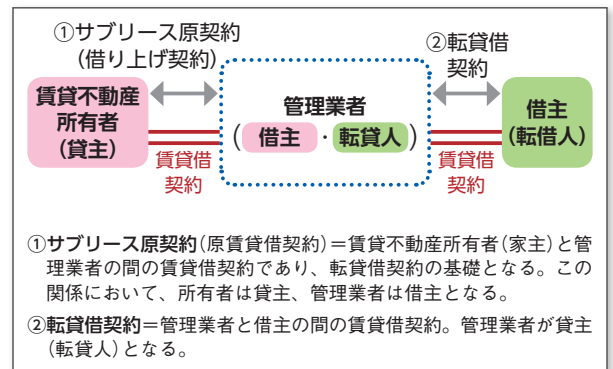 ①サブリース原契約
(借り上げ契約)
②転貸借
契約
賃貸不動産
所有者
(貸主)
管理業者
(借主・転貸人)
借主
(転借人)
賃貸借
契約
賃貸借
契約
①サブリース原契約(原賃貸借契約)=賃貸不動産所有者(家主)と管
理業者の間の賃貸借契約であり、転貸借契約の基礎となる。この
関係において、所有者は貸主、管理業者は借主となる。
②転貸借契約=管理業者と借主の間の賃貸借契約。管理業者が貸主
(転貸人)となる。